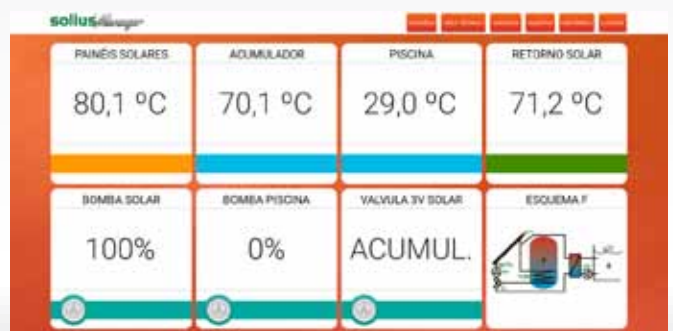 solius Manager
PAINÉIS SOLARES
ACUMULADOR
PISCINA
RETORNO SOLAR
80,1 ºC
70,1 ºC
29,0 ºC
71,2 ºC
BOMBA SOLAR
BOMBA PISCINA
VALVULA 3V SOLAR
ESQUEMA F
100%
0%
ACUMUL.